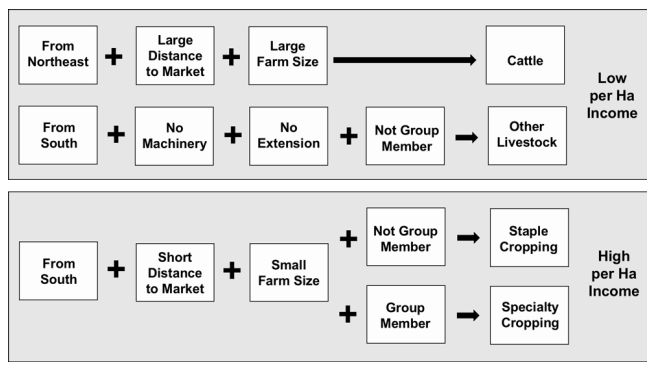 From
Northeast
+
Large
Distance
to Market
+
Large
Farm Size
Cattle
From
South
+
No
Machinery
+
No
Extension
+
Not Group
Member
Other
Livestock
Low
per Ha
Income
From
South
+
Short
Distance
to Market
+
Small
Farm Size
+
Not Group
Member
Staple
Cropping
+
Group
Member
Specialty
Cropping
High
per Ha
Income